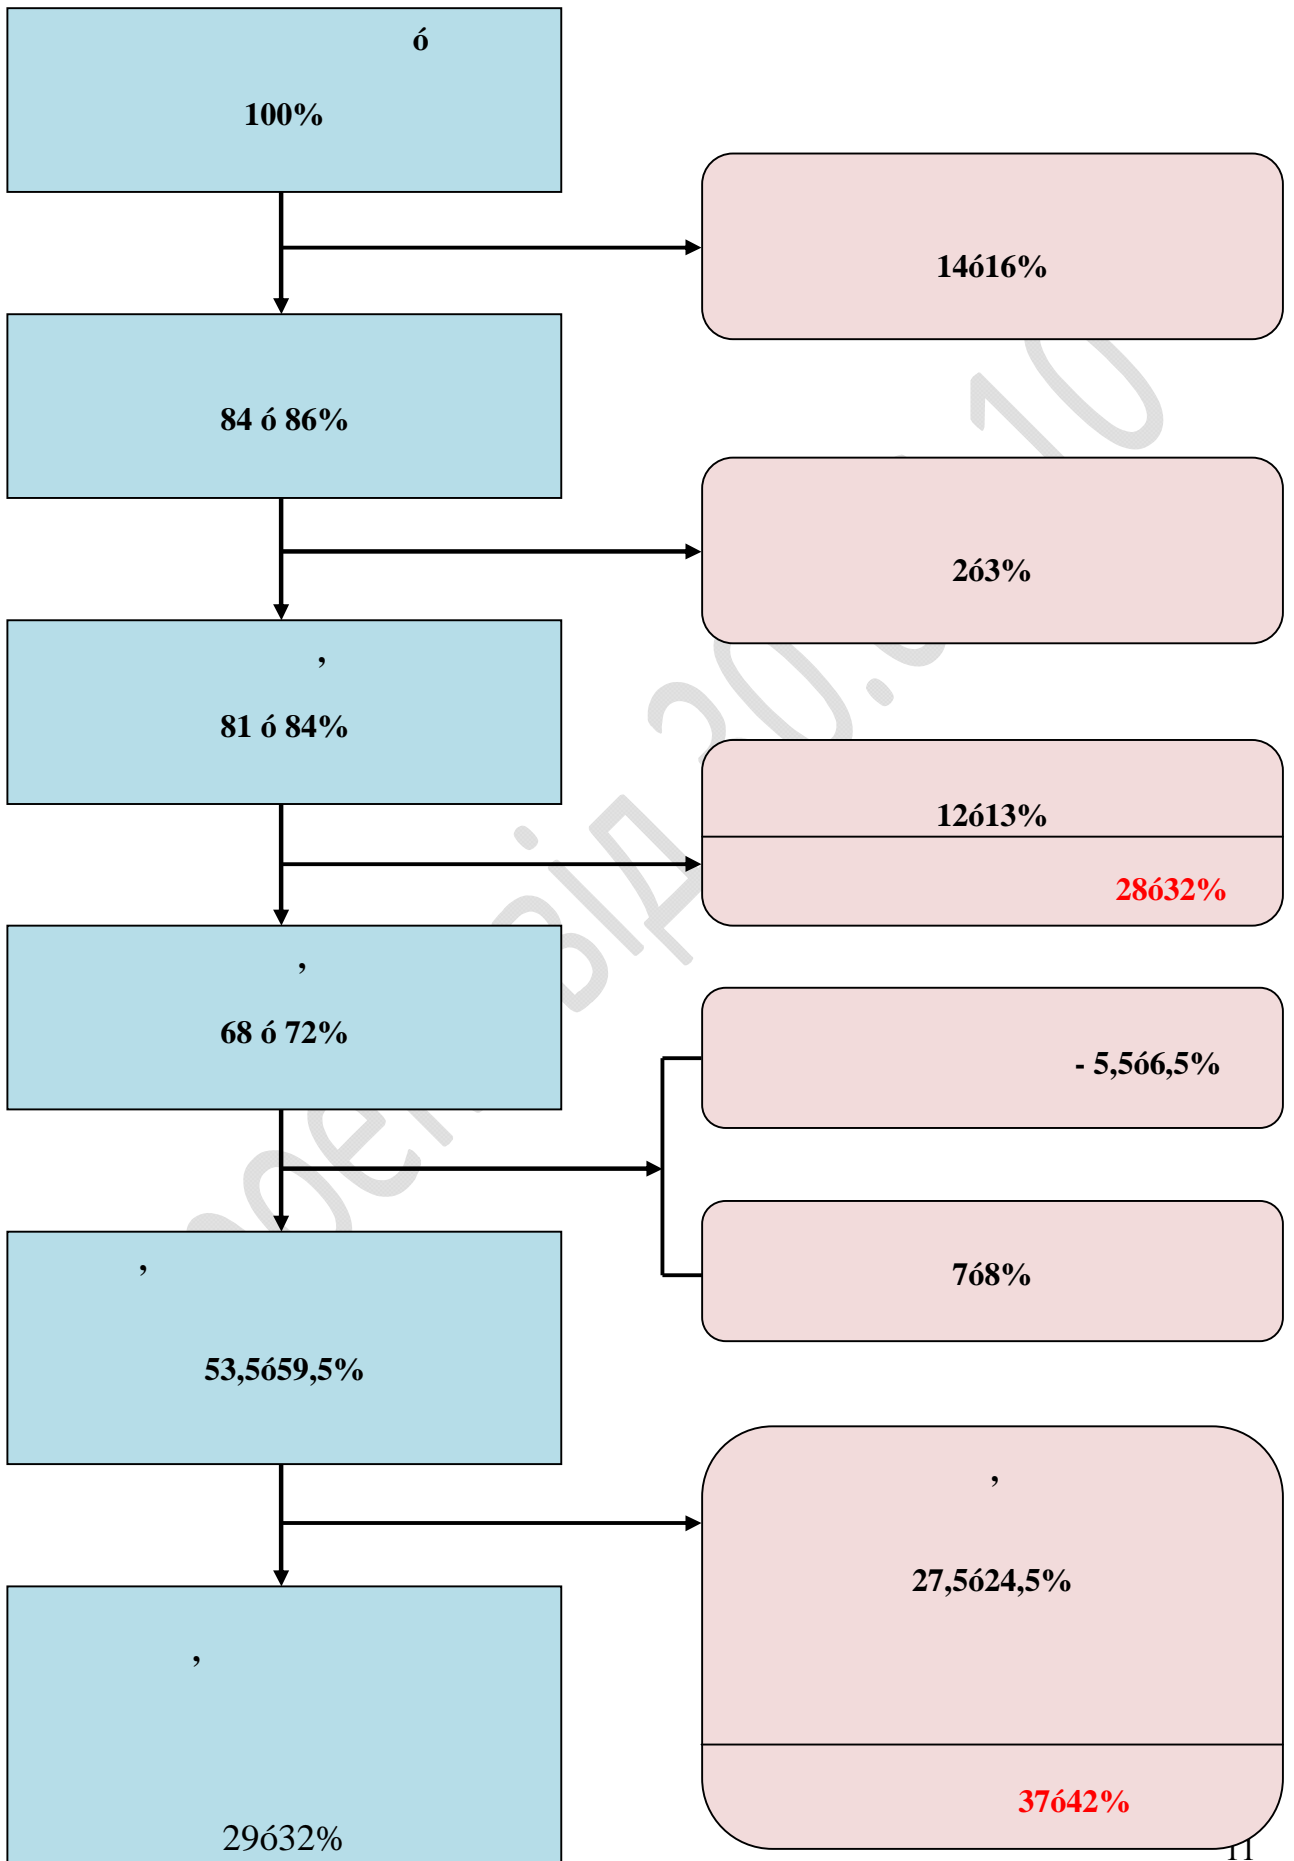 ó
100%
14ó16%
84 ó 86%
2ó3%
,
81 ó 84%
12ó13%
28ó32%
,
68 ó 72%
- 5,5ó6,5%
7ó8%
,
53,5ó59,5%
,
27,5ó24,5%
37ó42%
,
29ó32%
11